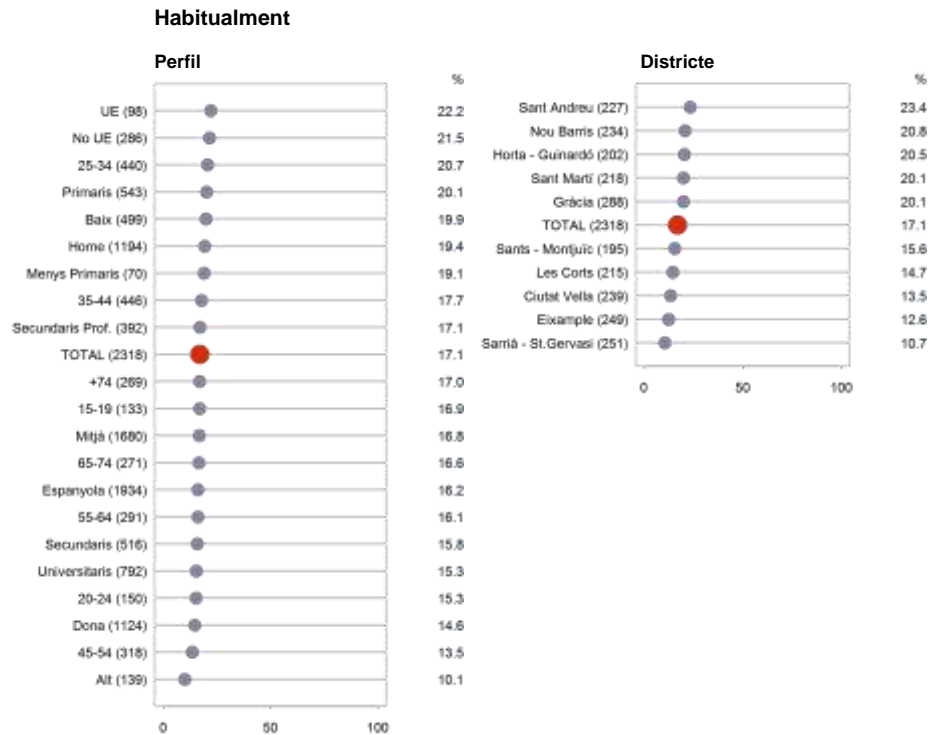 Habitualment
Perfil
%
UE (98) 22.2
No UE (286) 21.5
25-34 (440) 20.7
Primaris (543) 20.1
Baix (499) 19.9
Home (1194) 19.4
Menys Primaris (70) 19.1
35-44 (446) 17.7
Secundaris Prof. (392) 17.1
TOTAL (2318) 17.1
+74 (269) 17.0
15-19 (133) 16.9
Mitjà (1680) 16.8
65-74 (271) 16.6
Espanyola (1934) 16.2
55-64 (291) 16.1
Secundaris (516) 15.8
Universitaris (792) 15.3
20-24 (150) 15.3
Dona (1124) 14.6
45-54 (318) 13.5
Alt (139) 10.1
0 50 100
Districte
%
Sant Andreu (227) 23.4
Nou Barris (234) 20.8
Horta - Guinardó (202) 20.5
Sant Martí (218) 20.1
Gràcia (288) 20.1
TOTAL (2318) 17.1
Sants - Montjuïc (195) 15.6
Les Corts (215) 14.7
Ciutat Vella (239) 13.5
Eixample (249) 12.6
Sarrià - St.Gervasi (251) 10.7
0 50 100